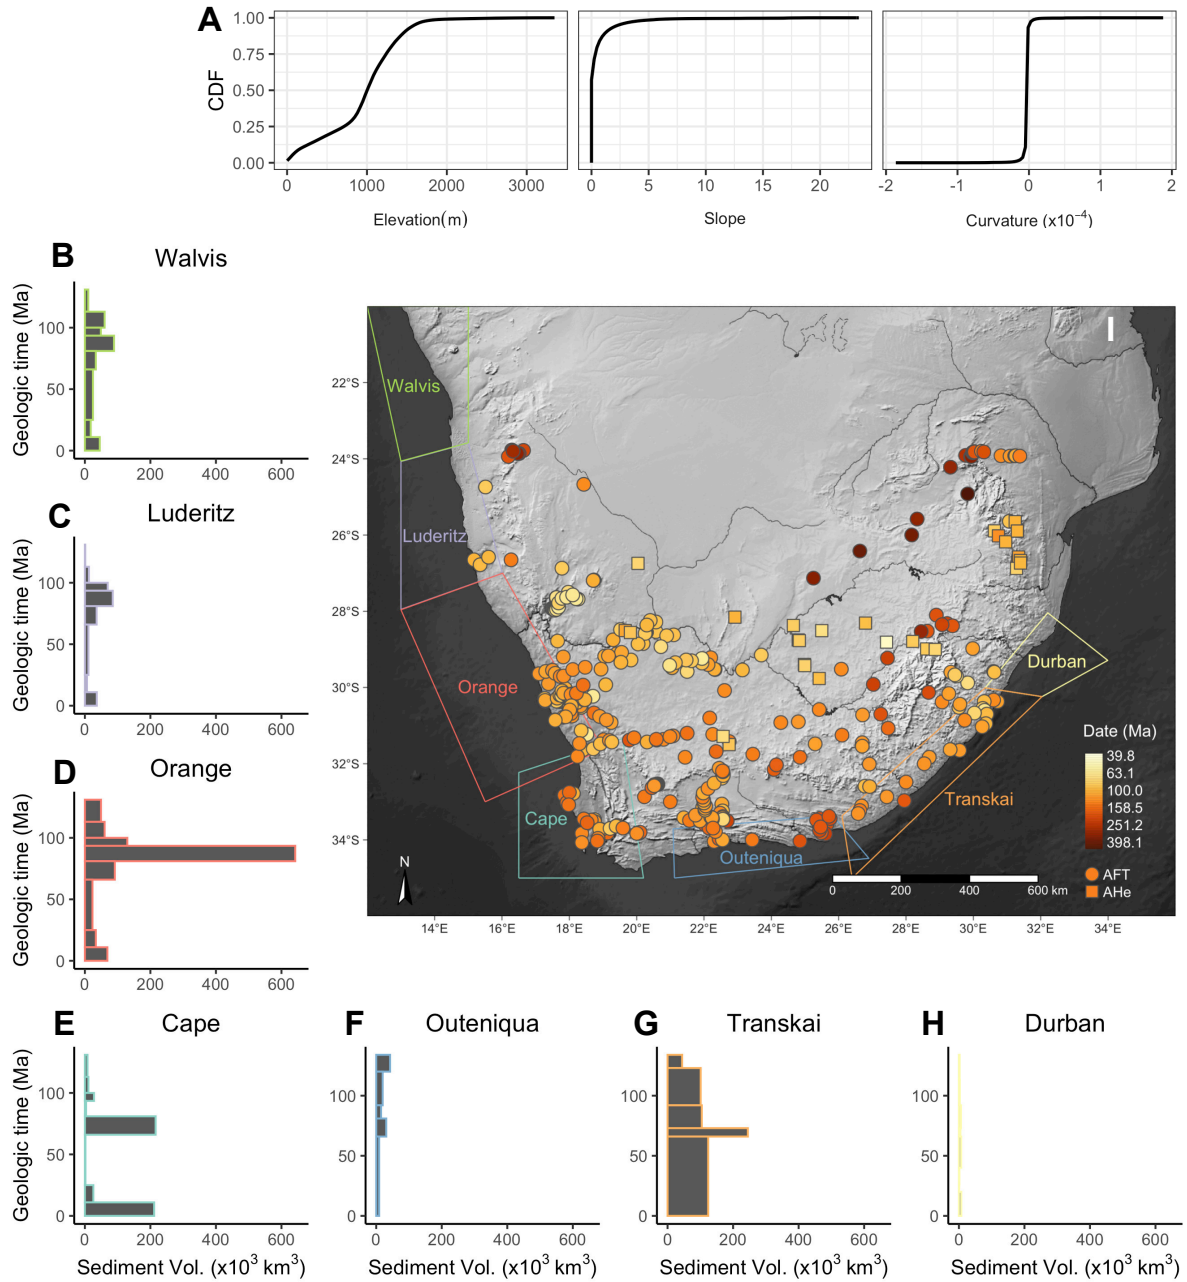 A
CDF
1.00
0.75
0.50
0.25
0.00
0 1000 2000 3000
Elevation(m)
0 5 10 15 20
Slope
-2 -1 0 1 2
Curvature (x10⁻⁴)
B
Walvis
Geologic time (Ma)
100
50
0
0 200 400 600
C
Luderitz
Geologic time (Ma)
100
50
0
0 200 400 600
D
Orange
Geologic time (Ma)
100
50
0
0 200 400 600
I
22°S
24°S
26°S
28°S
30°S
32°S
34°S
14°E 16°E 18°E 20°E 22°E 24°E 26°E 28°E 30°E 32°E 34°E
Walvis
Luderitz
Orange
Cape
Outeniqua
Transkai
Durban
Date (Ma)
39.8
63.1
100.0
158.5
251.2
398.1
AFT
AHe
N
0 200 400 600 km
E
Cape
Geologic time (Ma)
100
50
0
0 200 400 600
Sediment Vol. (x10³ km³)
F
Outeniqua
100
50
0
0 200 400 600
Sediment Vol. (x10³ km³)
G
Transkai
100
50
0
0 200 400 600
Sediment Vol. (x10³ km³)
H
Durban
100
50
0
0 200 400 600
Sediment Vol. (x10³ km³)